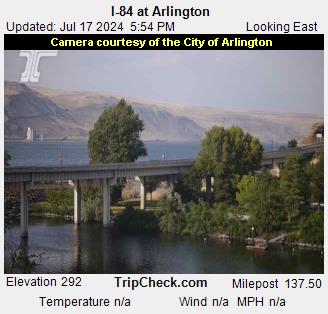 I-84 at Arlington
Updated: Jul 17 2024 5:54 PM Looking East
Camera courtesy of the City of Arlington
Elevation 292 TripCheck.com Milepost 137.50
Temperature n/a Wind n/a MPH n/a